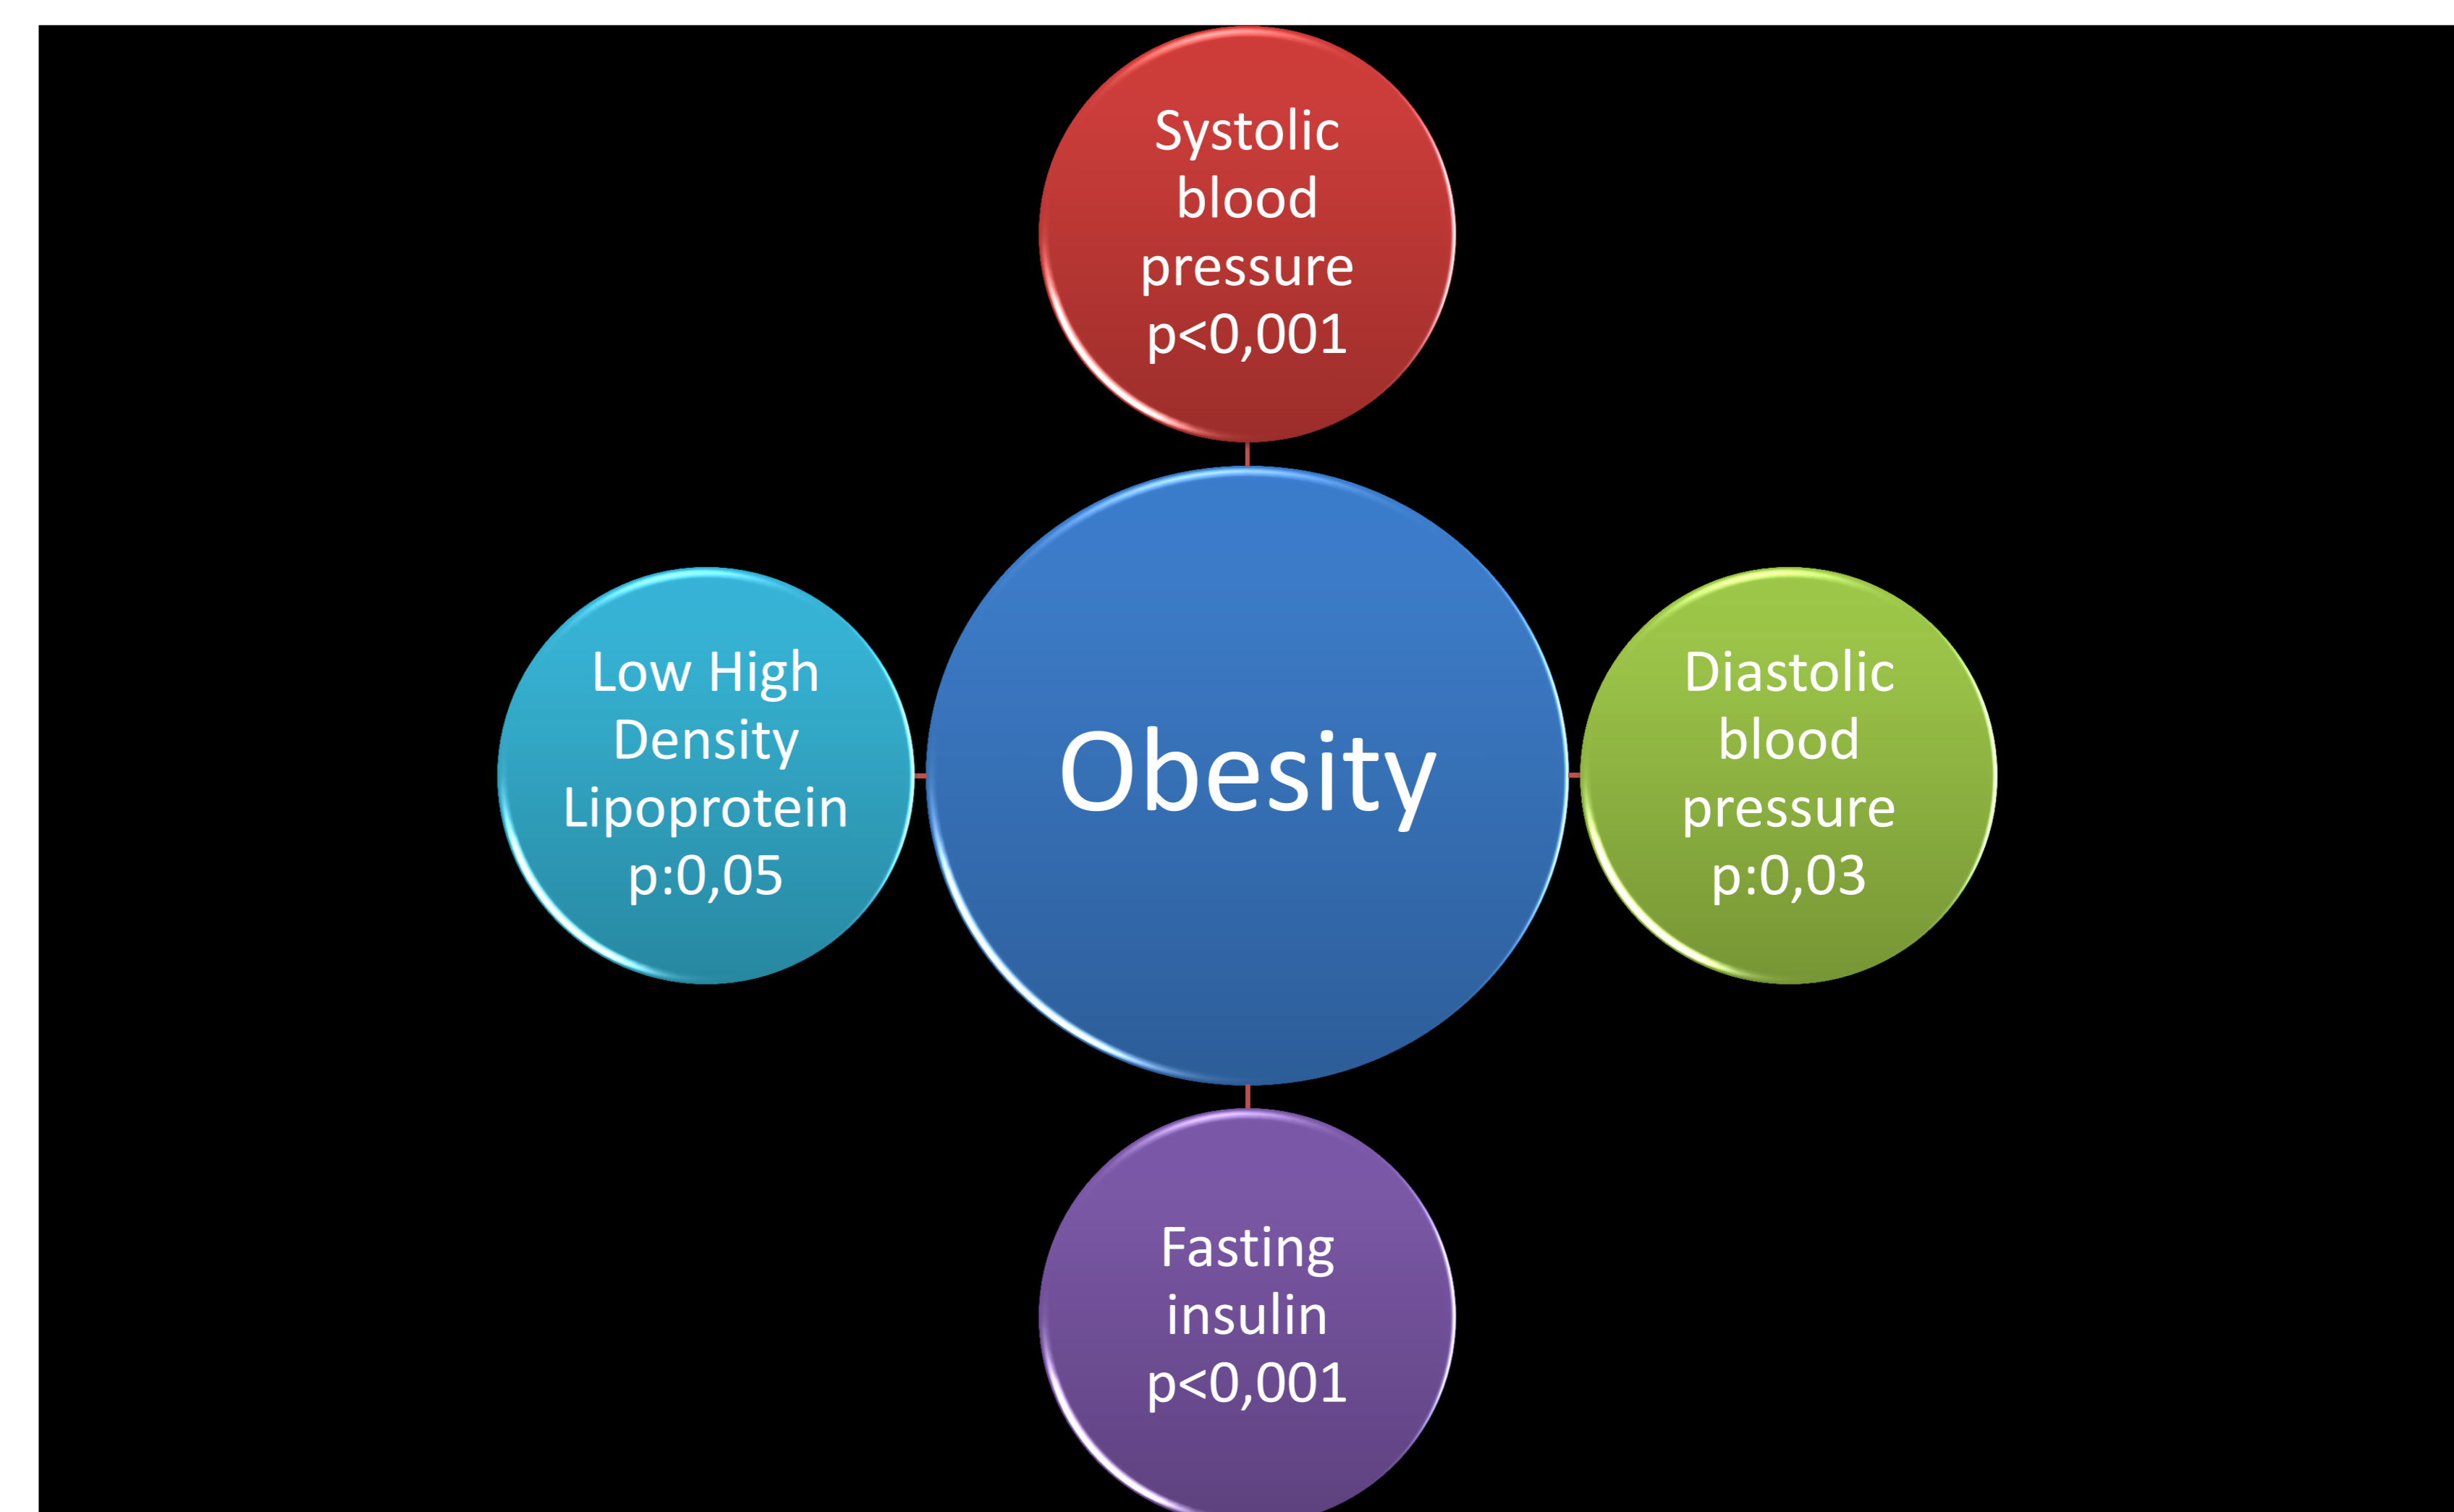 Systolic
blood
pressure
p<0,001
Low High
Density
Lipoprotein
p:0,05
Obesity
Diastolic
blood
pressure
p:0,03
Fasting
insulin
p<0,001